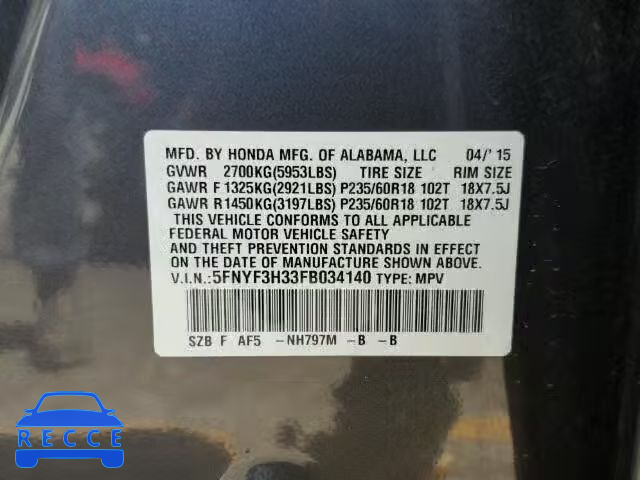 MFD. BY HONDA MFG. OF ALABAMA, LLC 04/'15
GVWR 2700KG(5953LBS) TIRE SIZE RIM SIZE
GAWR F 1325KG(2921LBS) P235/60R18 102T 18X7.5J
GAWR R 1450KG(3197LBS) P235/60R18 102T 18X7.5J
THIS VEHICLE CONFORMS TO ALL APPLICABLE
FEDERAL MOTOR VEHICLE SAFETY
AND THEFT PREVENTION STANDARDS IN EFFECT
ON THE DATE OF MANUFACTURE SHOWN ABOVE.
V.I.N.:5FNYF3H33FB034140 TYPE: MPV
SZB F AF5 -NH797M -B -B
RECCE